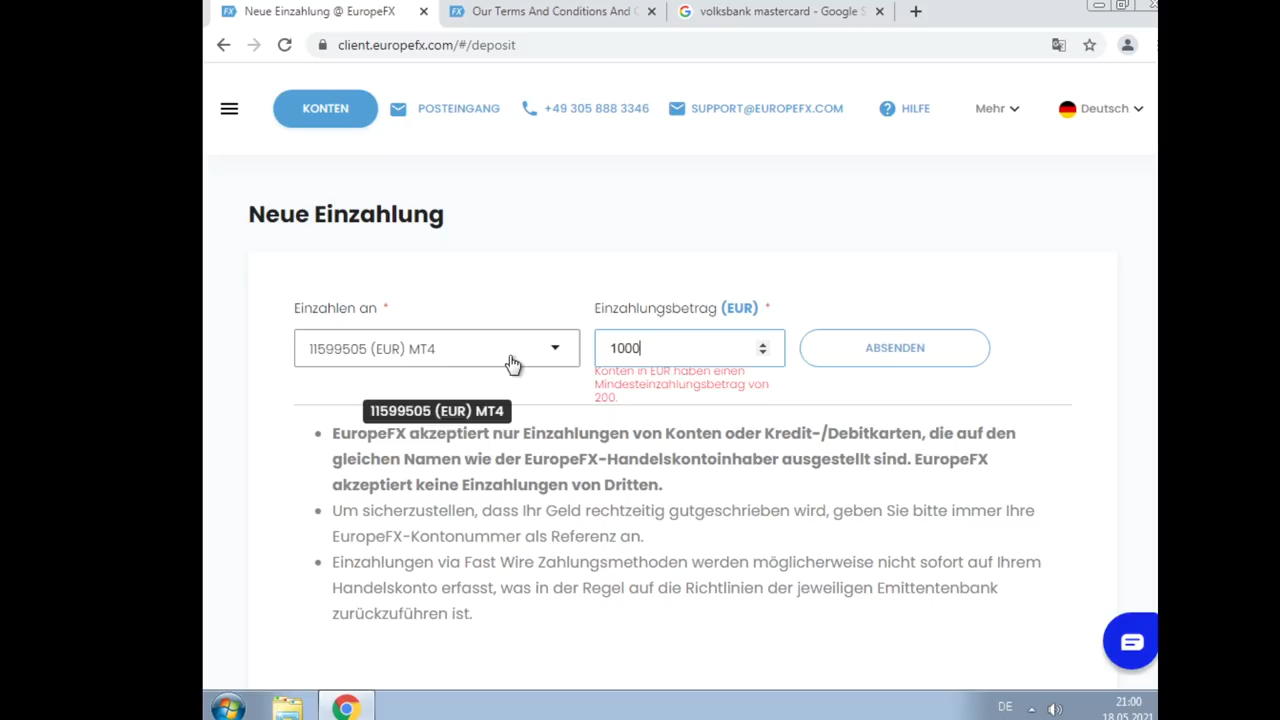 Neue Einzahlung @ EuropeFX
Our Terms And Conditions And
volksbank mastercard - Google S
client.europefx.com/#/deposit
KONTEN
POSTEINGANG
+49 305 888 3346
SUPPORT@EUROPEFX.COM
HILFE
Mehr
Deutsch
Neue Einzahlung
Einzahlen an *
Einzahlungsbetrag (EUR) *
11599505 (EUR) MT4
1000
ABSENDEN
Konten in EUR haben einen
Mindesteinzahlungsbetrag von
200.
11599505 (EUR) MT4
• EuropeFX akzeptiert nur Einzahlungen von Konten oder Kredit-/Debitkarten, die auf den
gleichen Namen wie der EuropeFX-Handelskontoinhaber ausgestellt sind. EuropeFX
akzeptiert keine Einzahlungen von Dritten.
• Um sicherzustellen, dass Ihr Geld rechtzeitig gutgeschrieben wird, geben Sie bitte immer Ihre
EuropeFX-Kontonummer als Referenz an.
• Einzahlungen via Fast Wire Zahlungsmethoden werden möglicherweise nicht sofort auf Ihrem
Handelskonto erfasst, was in der Regel auf die Richtlinien der jeweiligen Emittentenbank
zurückzuführen ist.
DE
21:00
18.05.2021